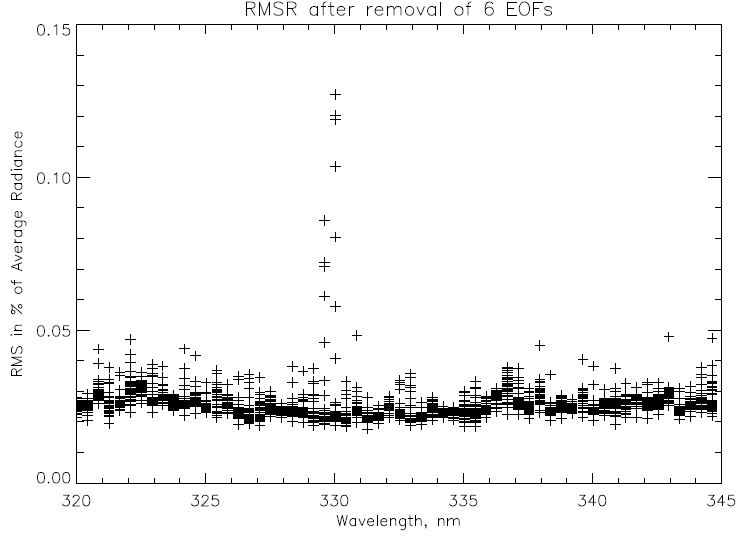 RMSR after removal of 6 EOFs
RMS in % of Average Radiance
0.15
0.10
0.05
0.00
320 325 330 335 340 345
Wavelength, nm